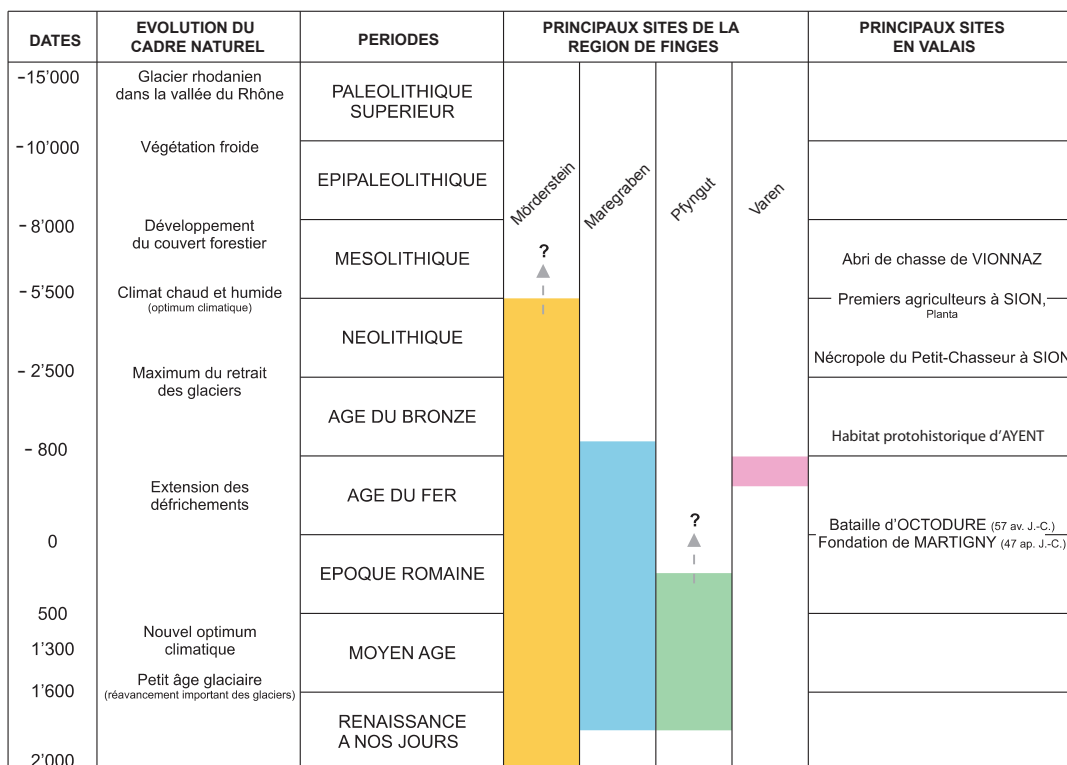 DATES
EVOLUTION DU
CADRE NATUREL
PERIODES
PRINCIPAUX SITES DE LA
REGION DE FINGES
PRINCIPAUX SITES
EN VALAIS
-15’000
Glacier rhodanien
dans la vallée du Rhône
PALEOLITHIQUE
SUPERIEUR
-10’000
Végétation froide
EPIPALEOLITHIQUE
Mörderstein
Maregraben
Pfyngut
Varen
- 8’000
Développement
du couvert forestier
MESOLITHIQUE
?
Abri de chasse de VIONNAZ
- 5’500
Climat chaud et humide
(optimum climatique)
Premiers agriculteurs à SION,
Planta
NEOLITHIQUE
Nécropole du Petit-Chasseur à SION
- 2’500
Maximum du retrait
des glaciers
AGE DU BRONZE
Habitat protohistorique d’AYENT
- 800
Extension des
défrichements
AGE DU FER
?
Bataille d’OCTODURE (57 av. J.-C.)
0
Fondation de MARTIGNY (47 ap. J.-C.)
EPOQUE ROMAINE
500
Nouvel optimum
climatique
1’300
MOYEN AGE
Petit âge glaciaire
(réavancement important des glaciers)
1’600
RENAISSANCE
A NOS JOURS
2’000